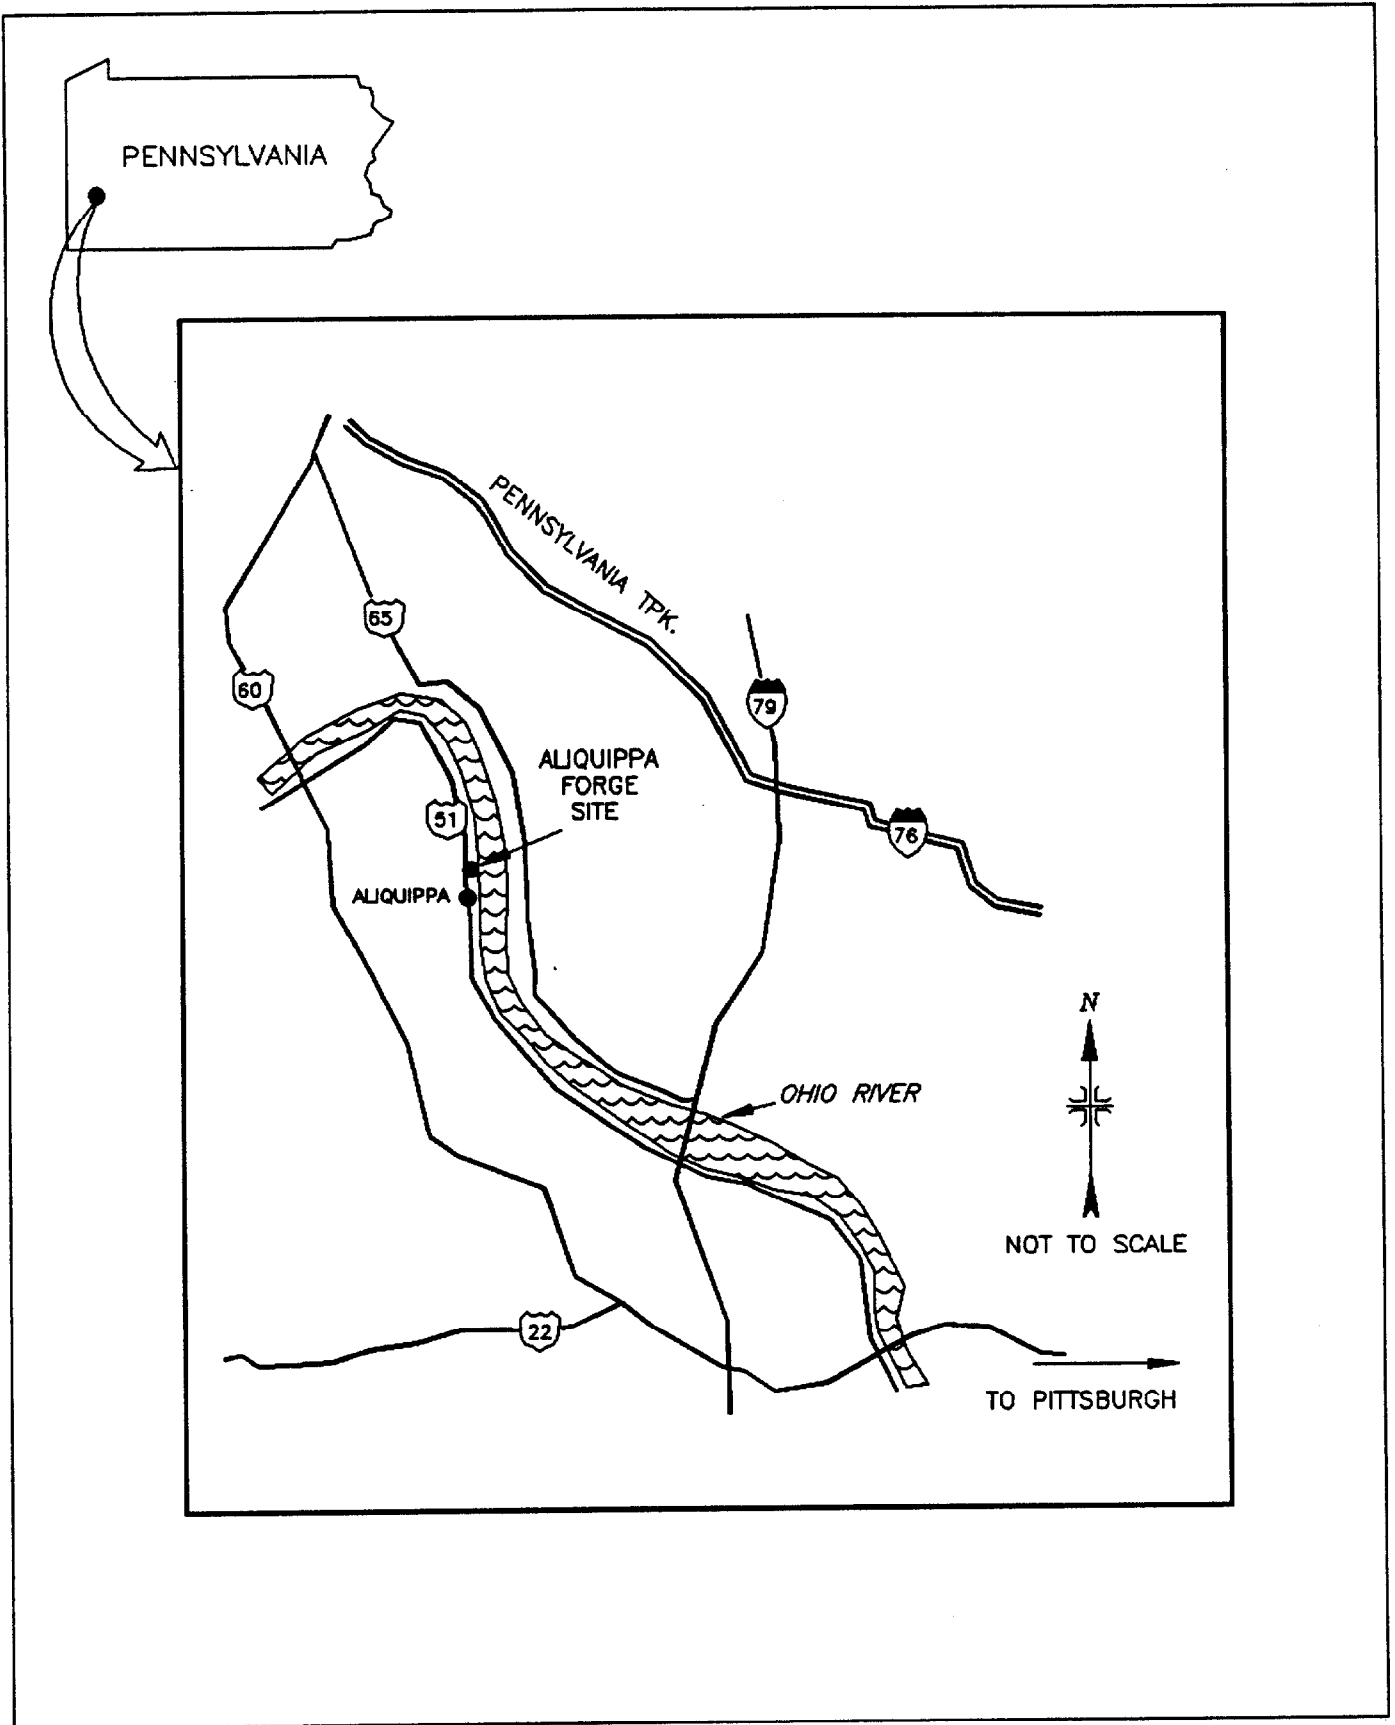 PENNSYLVANIA
PENNSYLVANIA TPK.
65
60
79
ALIQUIPPA
FORGE
SITE
51
76
ALIQUIPPA
N
OHIO RIVER
NOT TO SCALE
22
TO PITTSBURGH